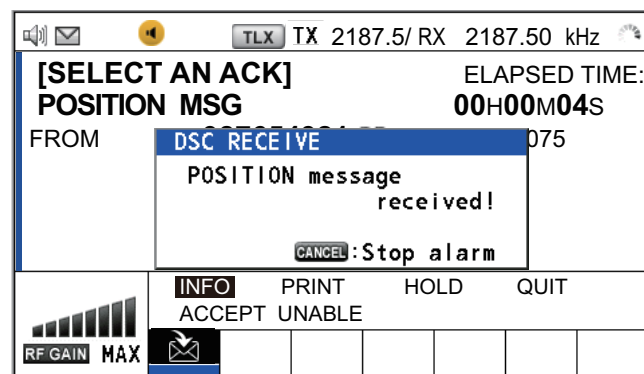 TLX TX 2187.5/ RX 2187.50 kHz
[SELECT AN ACK] ELAPSED TIME:
POSITION MSG 00H00M04S
FROM 075
DSC RECEIVE
POSITION message
received!
CANCEL:Stop alarm
INFO PRINT HOLD QUIT
ACCEPT UNABLE
RF GAIN MAX